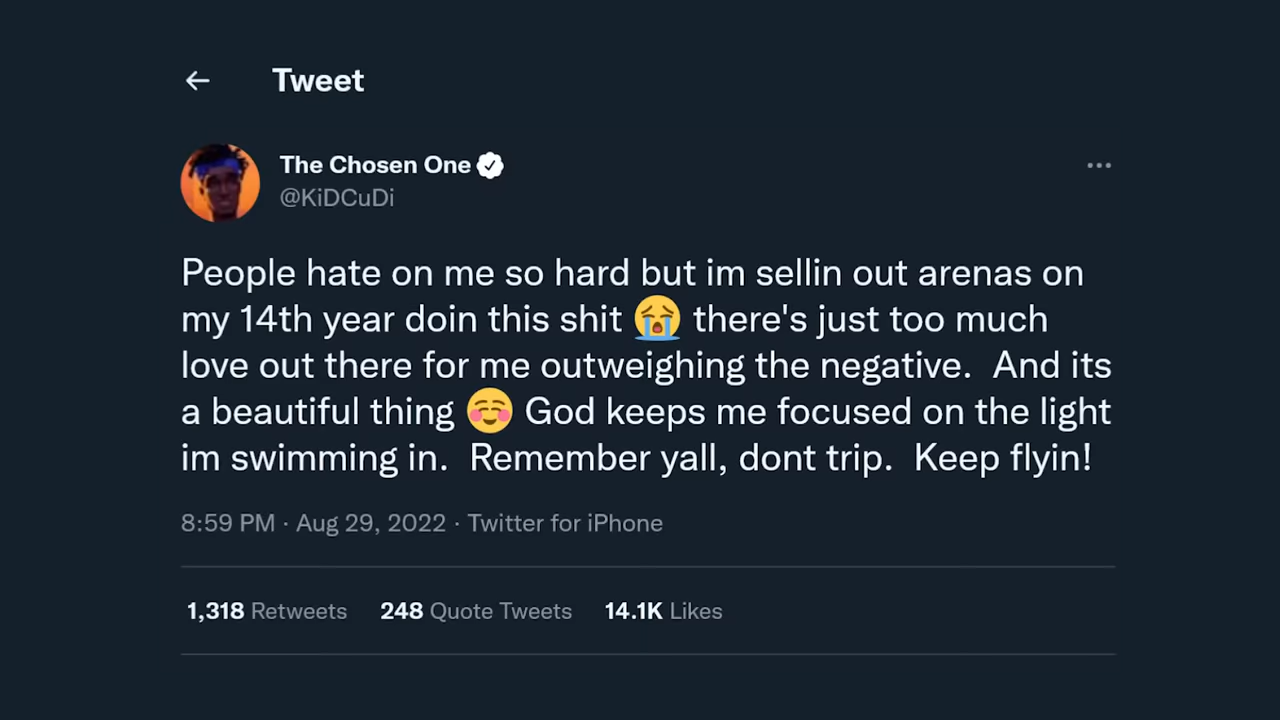 Tweet
The Chosen One
@KiDCuDi
People hate on me so hard but im sellin out arenas on
my 14th year doin this shit 😭 there's just too much
love out there for me outweighing the negative.  And its
a beautiful thing ☺️ God keeps me focused on the light
im swimming in.  Remember yall, dont trip.  Keep flyin!
8:59 PM · Aug 29, 2022 · Twitter for iPhone
1,318 Retweets 248 Quote Tweets 14.1K Likes